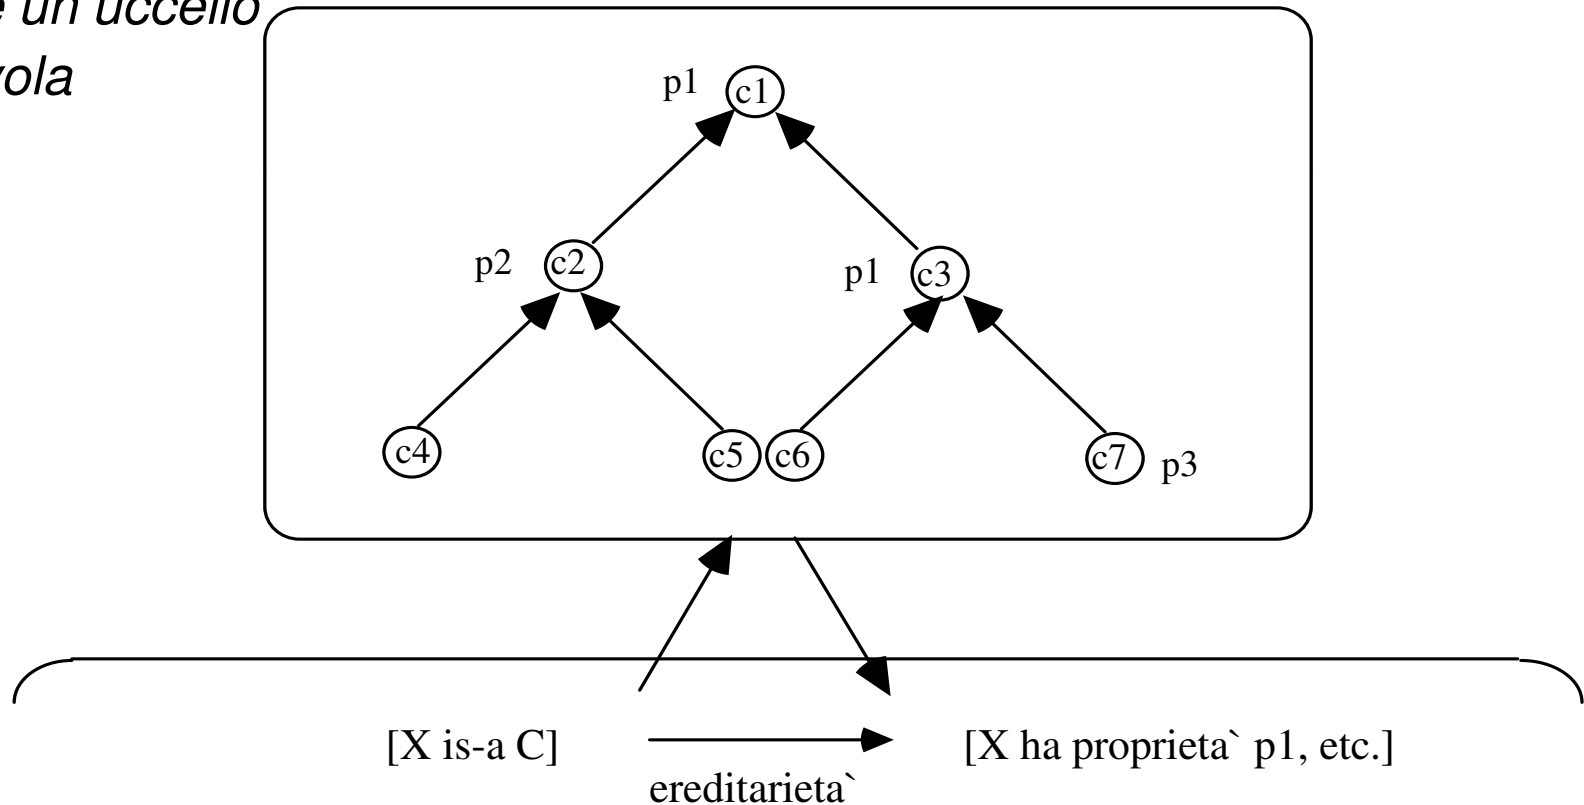 un uccello
p1 c1
p2 c2 p1 c3
c4 c5 c6 c7 p3
[X is-a C] [X ha proprieta` p1, etc.]
ereditarieta`